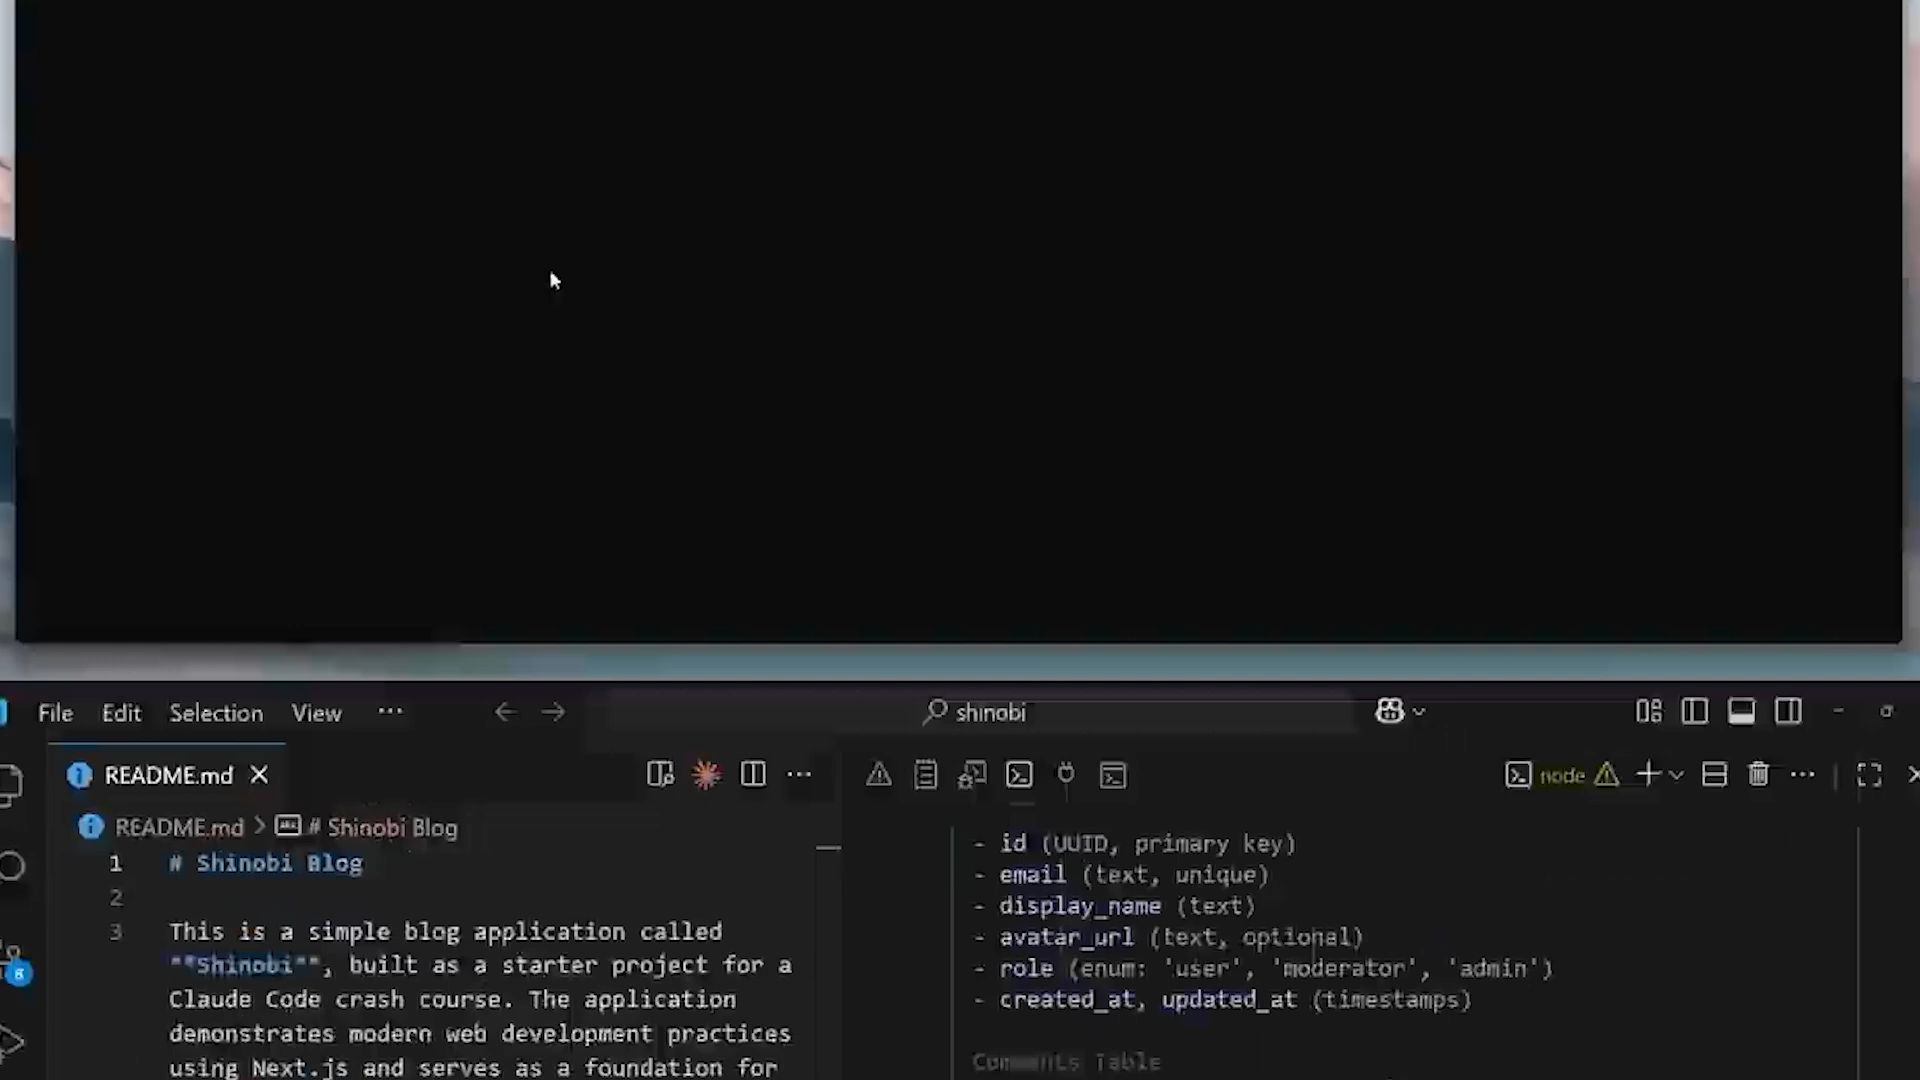 File Edit Selection View ...
shinobi
README.md
node
README.md > # Shinobi Blog
1 # Shinobi Blog
2
3 This is a simple blog application called
**Shinobi**, built as a starter project for a
Claude Code crash course. The application
demonstrates modern web development practices
using Next.js and serves as a foundation for
6
- id (UUID, primary key)
- email (text, unique)
- display_name (text)
- avatar_url (text, optional)
- role (enum: 'user', 'moderator', 'admin')
- created_at, updated_at (timestamps)
Comments Table